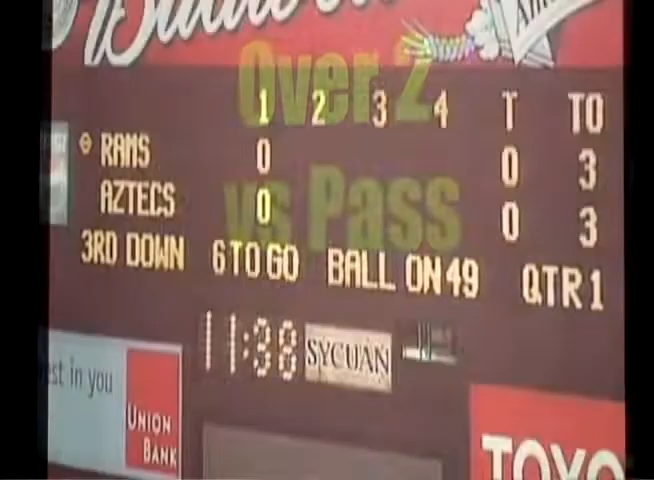 Over 2
1 2 3 4 T TO
RAMS 0 0 3
vs Pass
AZTECS 0 0 3
3RD DOWN 6 TO GO BALL ON 49 QTR 1
11:38 SYCUAN
est in you
UNION
BANK
TOYO